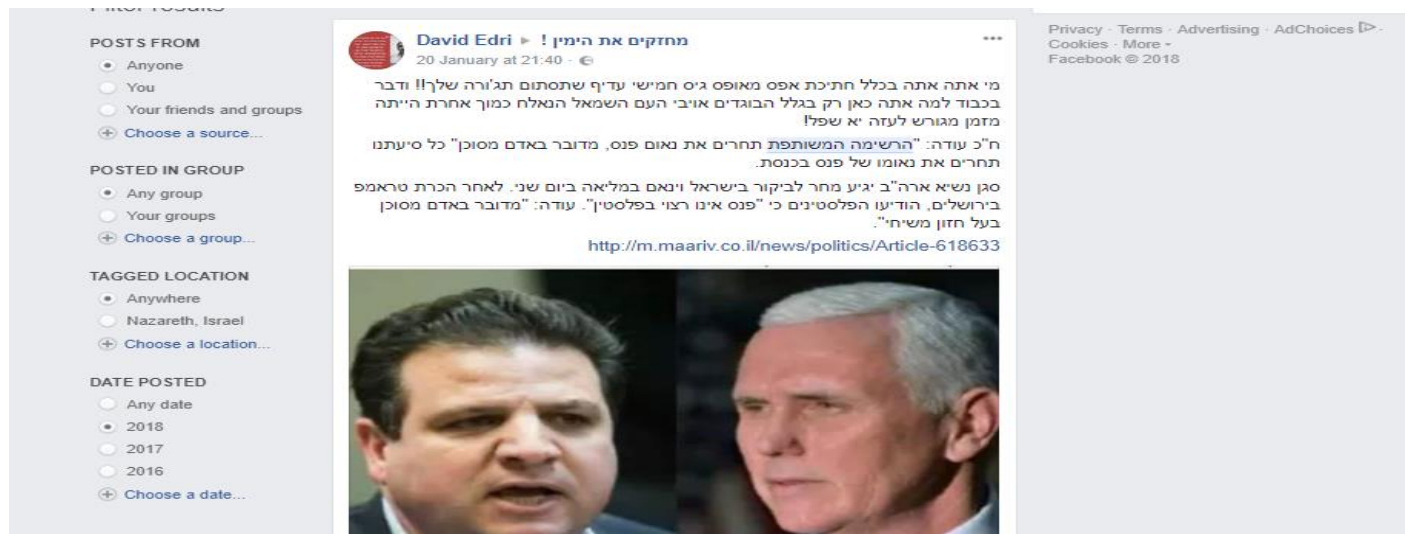 POSTS FROM
Anyone
You
Your friends and groups
Choose a source...
POSTED IN GROUP
Any group
Your groups
Choose a group...
TAGGED LOCATION
Anywhere
Nazareth, Israel
Choose a location...
DATE POSTED
Any date
2018
2017
2016
Choose a date...
David Edri ▸ מחזקים את הימין !
20 January at 21:40
מי אתה אתה בכלל חתיכת אפס מאופס גיס חמישי עדיף שתסתום תג'ורה שלך!! ודבר
בכבוד למה אתה כאן רק בגלל הבוגדים אויבי העם השמאל הנאלח כמוך אחרת הייתה
מזמן מגורש לעזה יא שפל!
ח"כ עודה: "הרשימה המשותפת תחרים את נאום פנס, מדובר באדם מסוכן" כל סיעתנו
תחרים את נאומו של פנס בכנסת.
סגן נשיא ארה"ב יגיע מחר לביקור בישראל וינאם במליאה ביום שני. לאחר הכרת טראמפ
בירושלים, הודיעו הפלסטינים כי "פנס אינו רצוי בפלסטין". עודה: "מדובר באדם מסוכן
בעל חזון משיחי".
http://m.maariv.co.il/news/politics/Article-618633
Privacy · Terms · Advertising · AdChoices ·
Cookies · More
Facebook © 2018